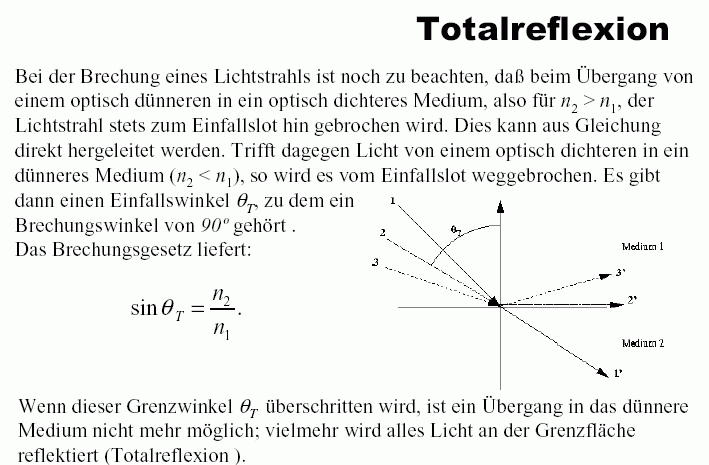 Totalreflexion
Bei der Brechung eines Lichtstrahls ist noch zu beachten, daß beim Übergang von
einem optisch dünneren in ein optisch dichteres Medium, also für n₂ > n₁, der
Lichtstrahl stets zum Einfallslot hin gebrochen wird. Dies kann aus Gleichung
direkt hergeleitet werden. Trifft dagegen Licht von einem optisch dichteren in ein
dünneres Medium (n₂ < n₁), so wird es vom Einfallslot weggebrochen. Es gibt
dann einen Einfallswinkel θ_T, zu dem ein
Brechungswinkel von 90° gehört .
Das Brechungsgesetz liefert:
sin θ_T = n₂/n₁.
1
2
3
θ_T
Medium 1
3’
2’
Medium 2
1’
Wenn dieser Grenzwinkel θ_T überschritten wird, ist ein Übergang in das dünnere
Medium nicht mehr möglich; vielmehr wird alles Licht an der Grenzfläche
reflektiert (Totalreflexion ).